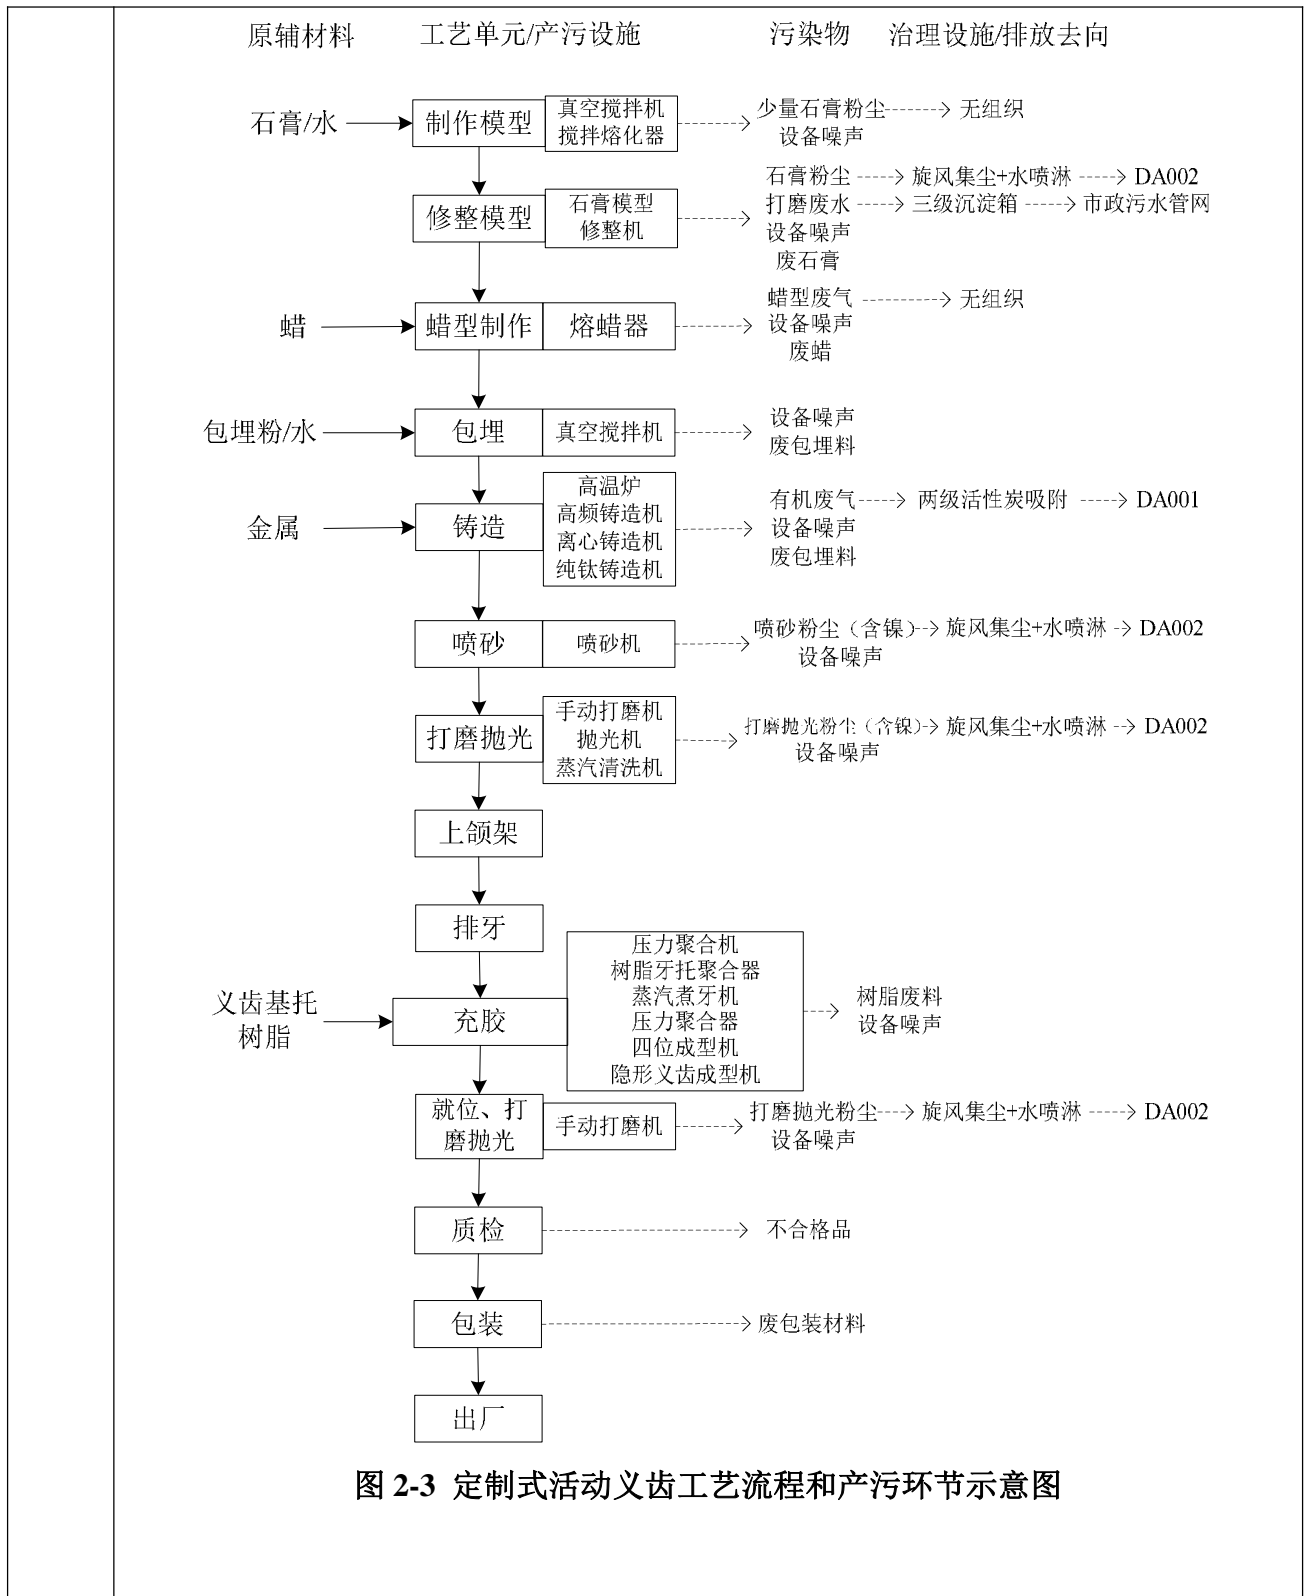 原辅材料 工艺单元/产污设施 污染物 治理设施/排放去向
石膏/水 制作模型 真空搅拌机 少量石膏粉尘 无组织
搅拌熔化器 设备噪声
石膏粉尘 旋风集尘+水喷淋 DA002
修整模型 石膏模型 打磨废水 三级沉淀箱 市政污水管网
修整机 设备噪声
废石膏
蜡型废气 无组织
蜡 蜡型制作 熔蜡器 设备噪声
废蜡
包埋粉/水 包埋 真空搅拌机 设备噪声
废包埋料
高温炉
金属 铸造 高频铸造机 有机废气 两级活性炭吸附 DA001
离心铸造机 设备噪声
纯钛铸造机 废包埋料
喷砂 喷砂机 喷砂粉尘（含镍） 旋风集尘+水喷淋 DA002
设备噪声
手动打磨机
打磨抛光 抛光机 打磨抛光粉尘（含镍） 旋风集尘+水喷淋 DA002
蒸汽清洗机 设备噪声
上颌架
排牙
压力聚合机
树脂牙托聚合器
义齿基托 蒸汽煮牙机 树脂废料
树脂 充胶 压力聚合器 设备噪声
四位成型机
隐形义齿成型机
就位、打 手动打磨机 打磨抛光粉尘 旋风集尘+水喷淋 DA002
磨抛光 设备噪声
质检 不合格品
包装 废包装材料
出厂
图 2-3 定制式活动义齿工艺流程和产污环节示意图